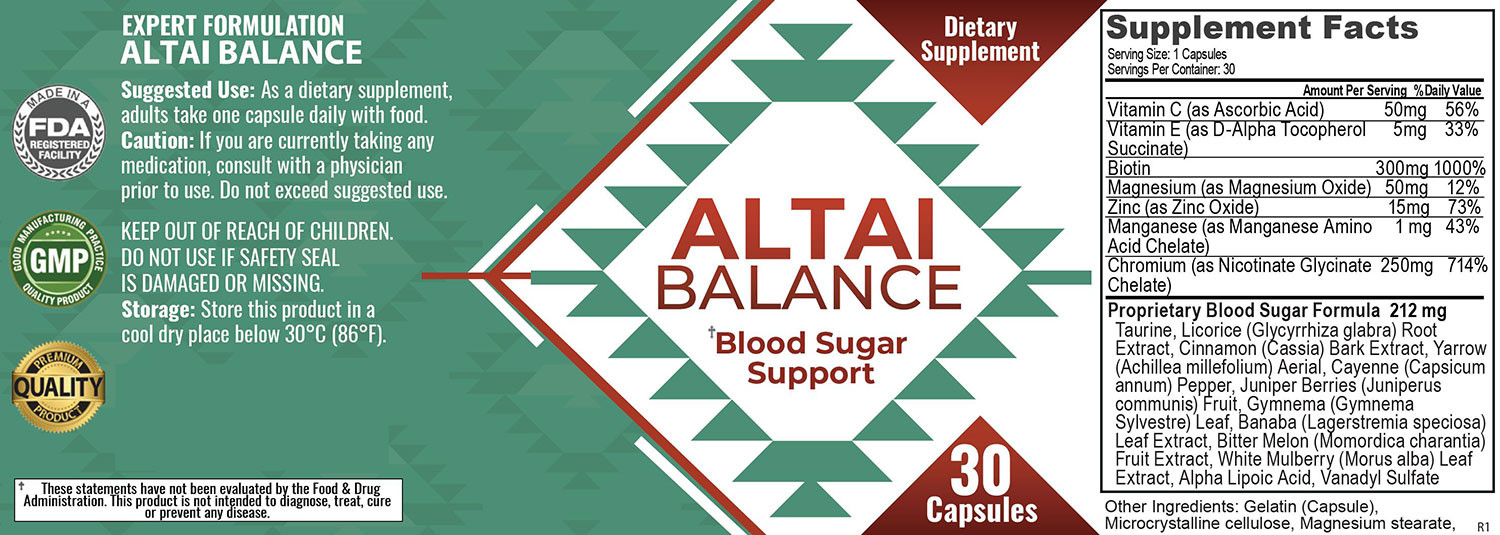 EXPERT FORMULATION
ALTAI BALANCE
Suggested Use: As a dietary supplement,
adults take one capsule daily with food.
Caution: If you are currently taking any
medication, consult with a physician
prior to use. Do not exceed suggested use.
KEEP OUT OF REACH OF CHILDREN.
DO NOT USE IF SAFETY SEAL
IS DAMAGED OR MISSING.
Storage: Store this product in a
cool dry place below 30°C (86°F).
MADE IN A
FDA
REGISTERED
FACILITY
GOOD MANUFACTURING PRACTICE
GMP
QUALITY PRODUCT
PREMIUM
QUALITY
PRODUCT
† These statements have not been evaluated by the Food & Drug
Administration. This product is not intended to diagnose, treat, cure
or prevent any disease.
Dietary
Supplement
ALTAI
BALANCE
†Blood Sugar
Support
30
Capsules
Supplement Facts
Serving Size: 1 Capsules
Servings Per Container: 30
Amount Per Serving %Daily Value
Vitamin C (as Ascorbic Acid) 50mg 56%
Vitamin E (as D-Alpha Tocopherol 5mg 33%
Succinate)
Biotin 300mg 1000%
Magnesium (as Magnesium Oxide) 50mg 12%
Zinc (as Zinc Oxide) 15mg 73%
Manganese (as Manganese Amino 1 mg 43%
Acid Chelate)
Chromium (as Nicotinate Glycinate 250mg 714%
Chelate)
Proprietary Blood Sugar Formula 212 mg
Taurine, Licorice (Glycyrrhiza glabra) Root
Extract, Cinnamon (Cassia) Bark Extract, Yarrow
(Achillea millefolium) Aerial, Cayenne (Capsicum
annum) Pepper, Juniper Berries (Juniperus
communis) Fruit, Gymnema (Gymnema
Sylvestre) Leaf, Banaba (Lagerstremia speciosa)
Leaf Extract, Bitter Melon (Momordica charantia)
Fruit Extract, White Mulberry (Morus alba) Leaf
Extract, Alpha Lipoic Acid, Vanadyl Sulfate
Other Ingredients: Gelatin (Capsule),
Microcrystalline cellulose, Magnesium stearate,
R1